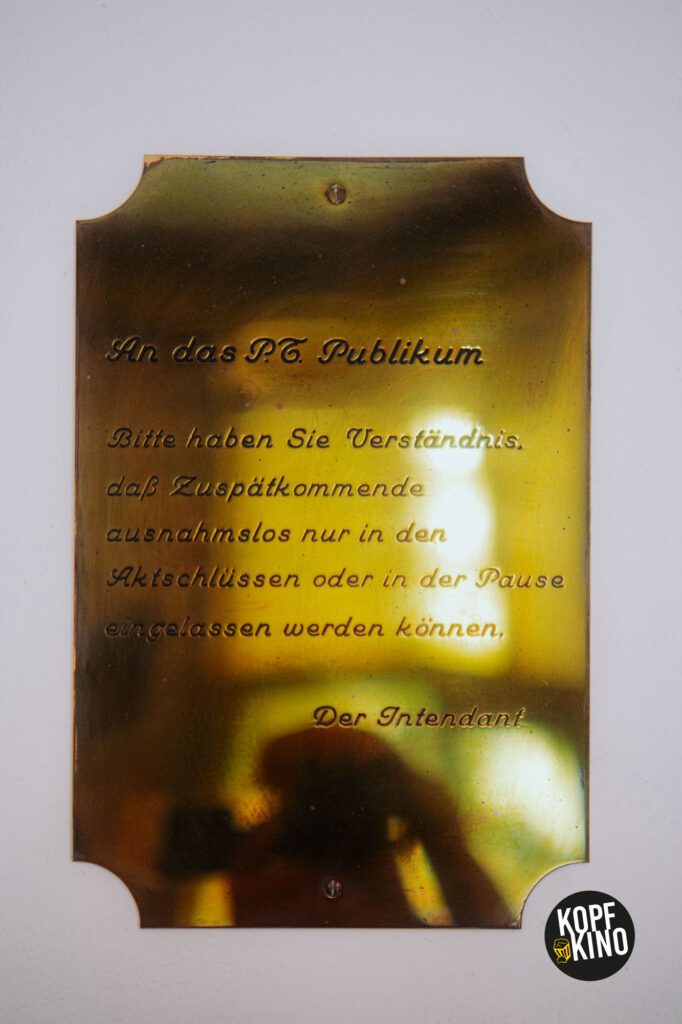 An das P.T. Publikum
Bitte haben Sie Verständnis,
daß Zuspätkommende
ausnahmslos nur in den
Aktschlüssen oder in der Pause
eingelassen werden können.
Der Intendant
KOPF
KINO